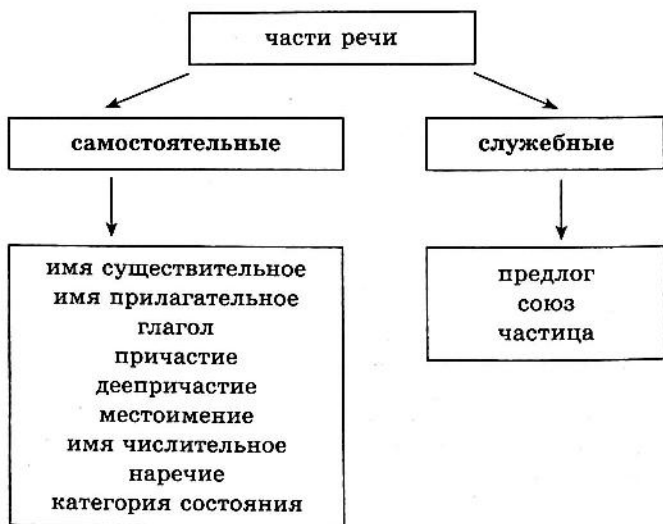 части речи
самостоятельные
служебные
имя существительное
имя прилагательное
глагол
причастие
деепричастие
местоимение
имя числительное
наречие
категория состояния
предлог
союз
частица